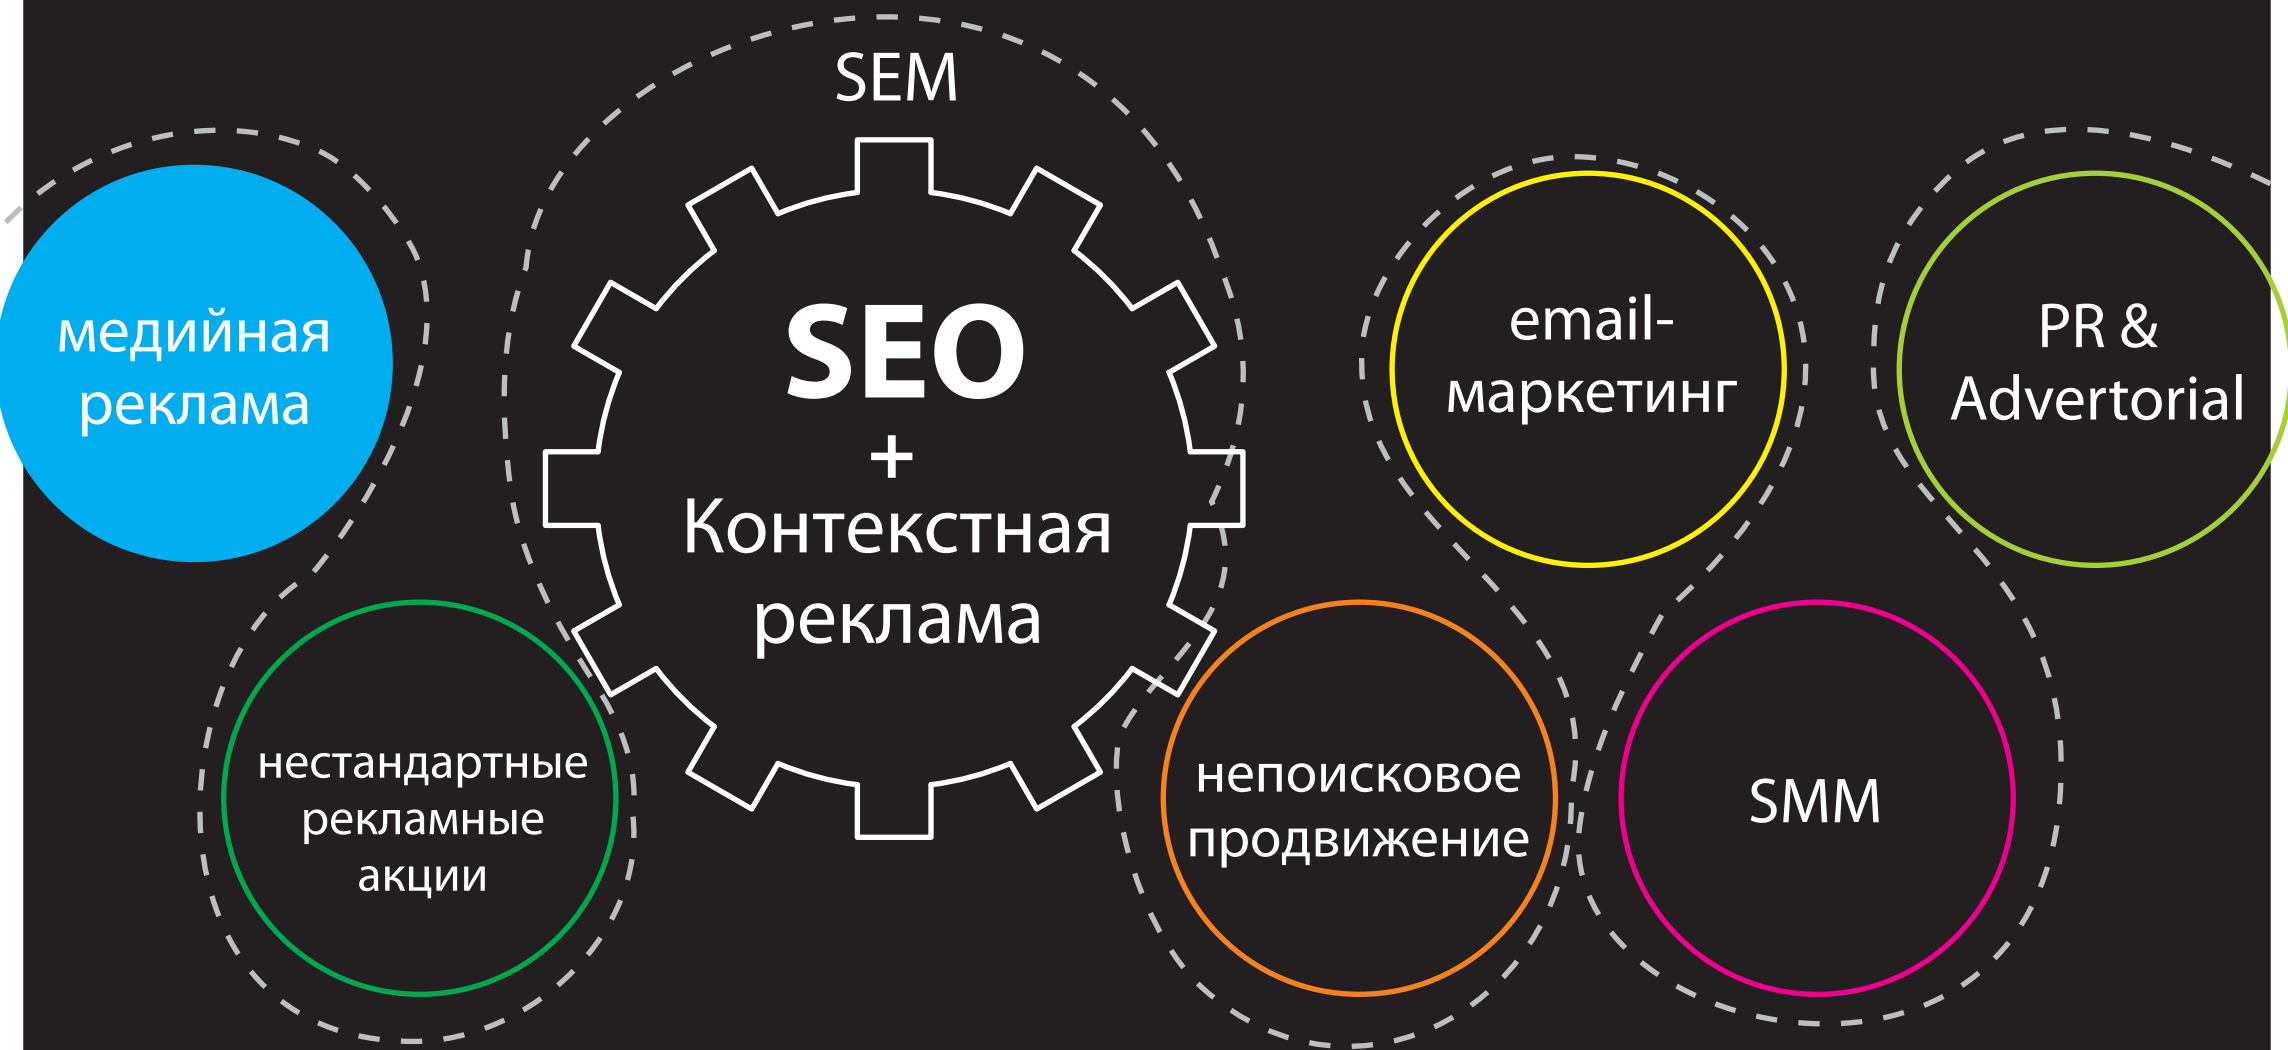 SEM
медийная
реклама
SEO
+
Контекстная
реклама
email-
маркетинг
PR &
Advertorial
нестандартные
рекламные
акции
непоисковое
продвижение
SMM